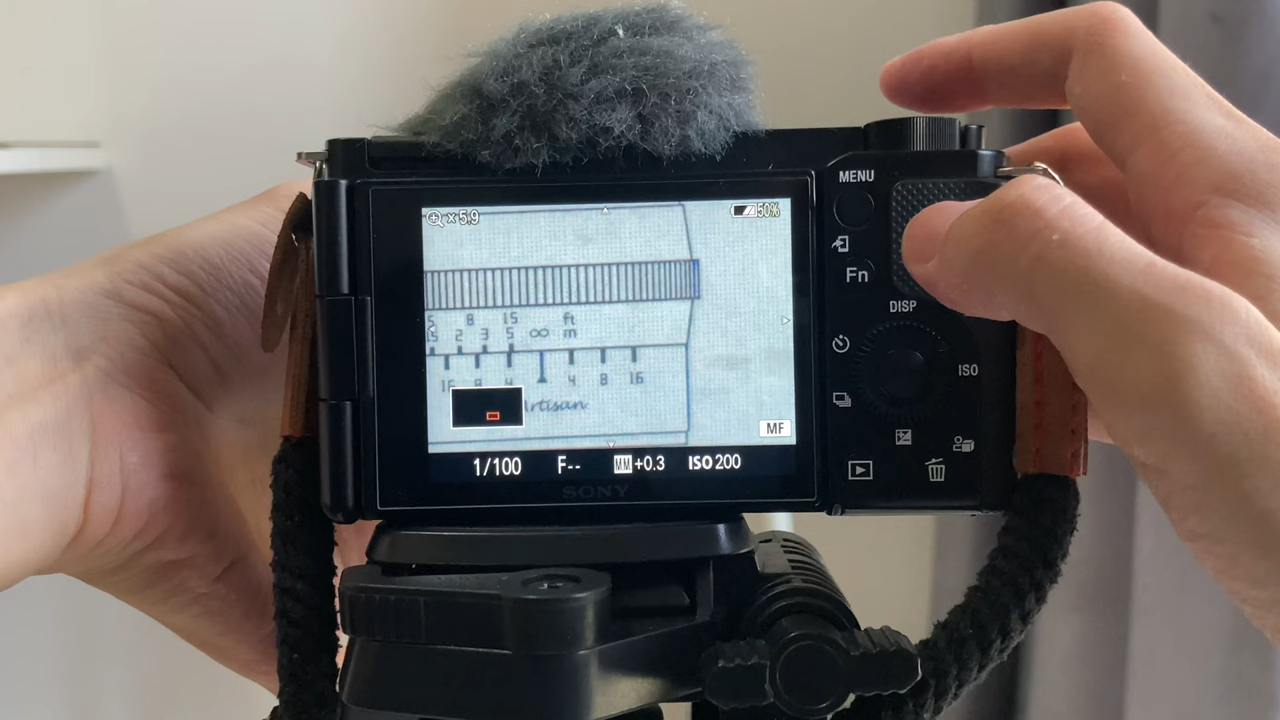 MENU
× 5.9
50%
Fn
8 15 ft
2 3 5 ∞ m
DISP
16 8 4 4 8 16
Artisan
ISO
MF
1/100 F-- MM +0.3 ISO 200
SONY